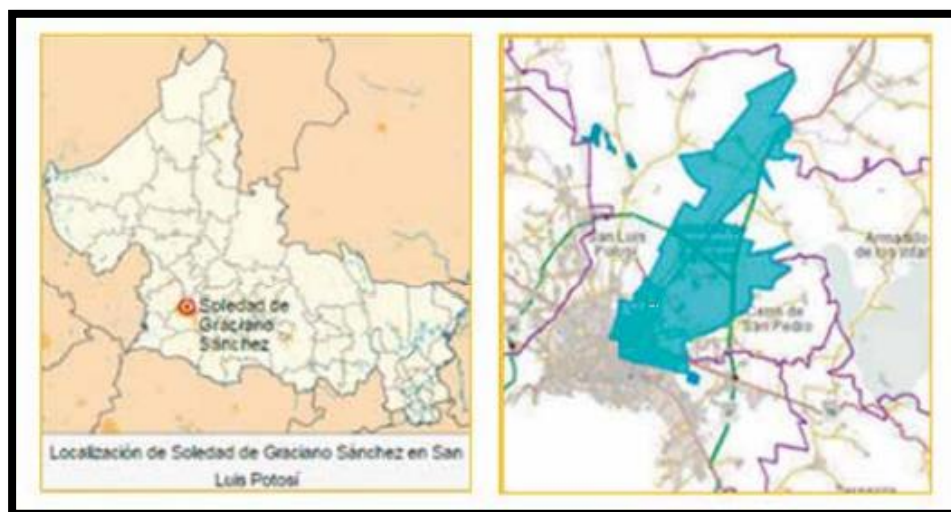 Soledad de
Graciano
Sánchez
Localización de Soledad de Graciano Sánchez en San
Luis Potosí
San Luis
Potosí
Armadillo
de los Infan
Cerro de
San Pedro